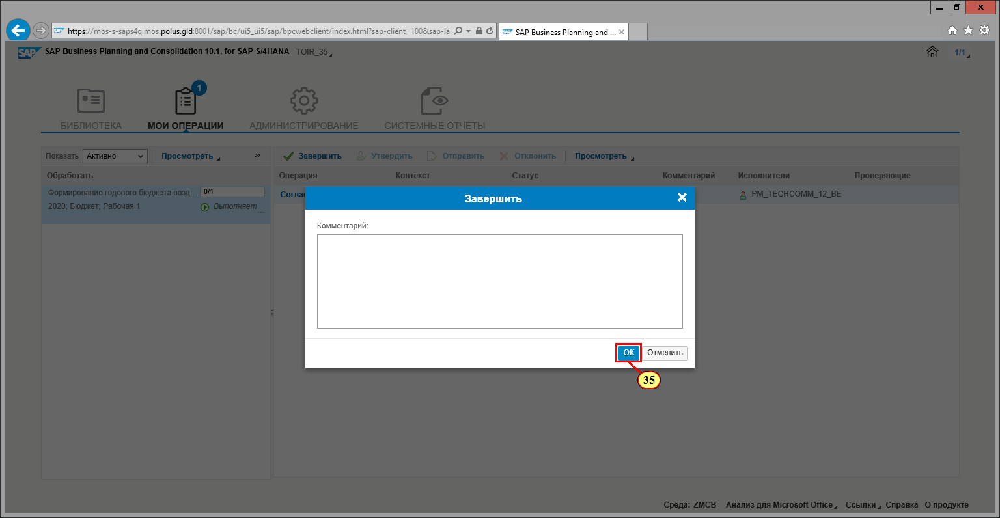 https://mos-s-saps4q.mos.polus.gld:8001/sap/bc/ui5_ui5/sap/bpcwebclient/index.html?sap-client=100&sap-la
SAP Business Planning and ...
SAP Business Planning and Consolidation 10.1, for SAP S/4HANA TOIR_35
1/1
1
БИБЛИОТЕКА МОИ ОПЕРАЦИИ АДМИНИСТРИРОВАНИЕ СИСТЕМНЫЕ ОТЧЕТЫ
Показать Активно Просмотреть » Завершить Утвердить Отправить Отклонить Просмотреть
Обработать Операция Контекст Статус Комментарий Исполнители Проверяющие
Формирование годового бюджета возд... 0/1 Согла PM_TECHCOMM_12_BE
2020; Бюджет; Рабочая 1 Выполняет ...
Завершить
Комментарий:
ОК Отменить
35
Среда: ZMCB Анализ для Microsoft Office Ссылки Справка О продукте